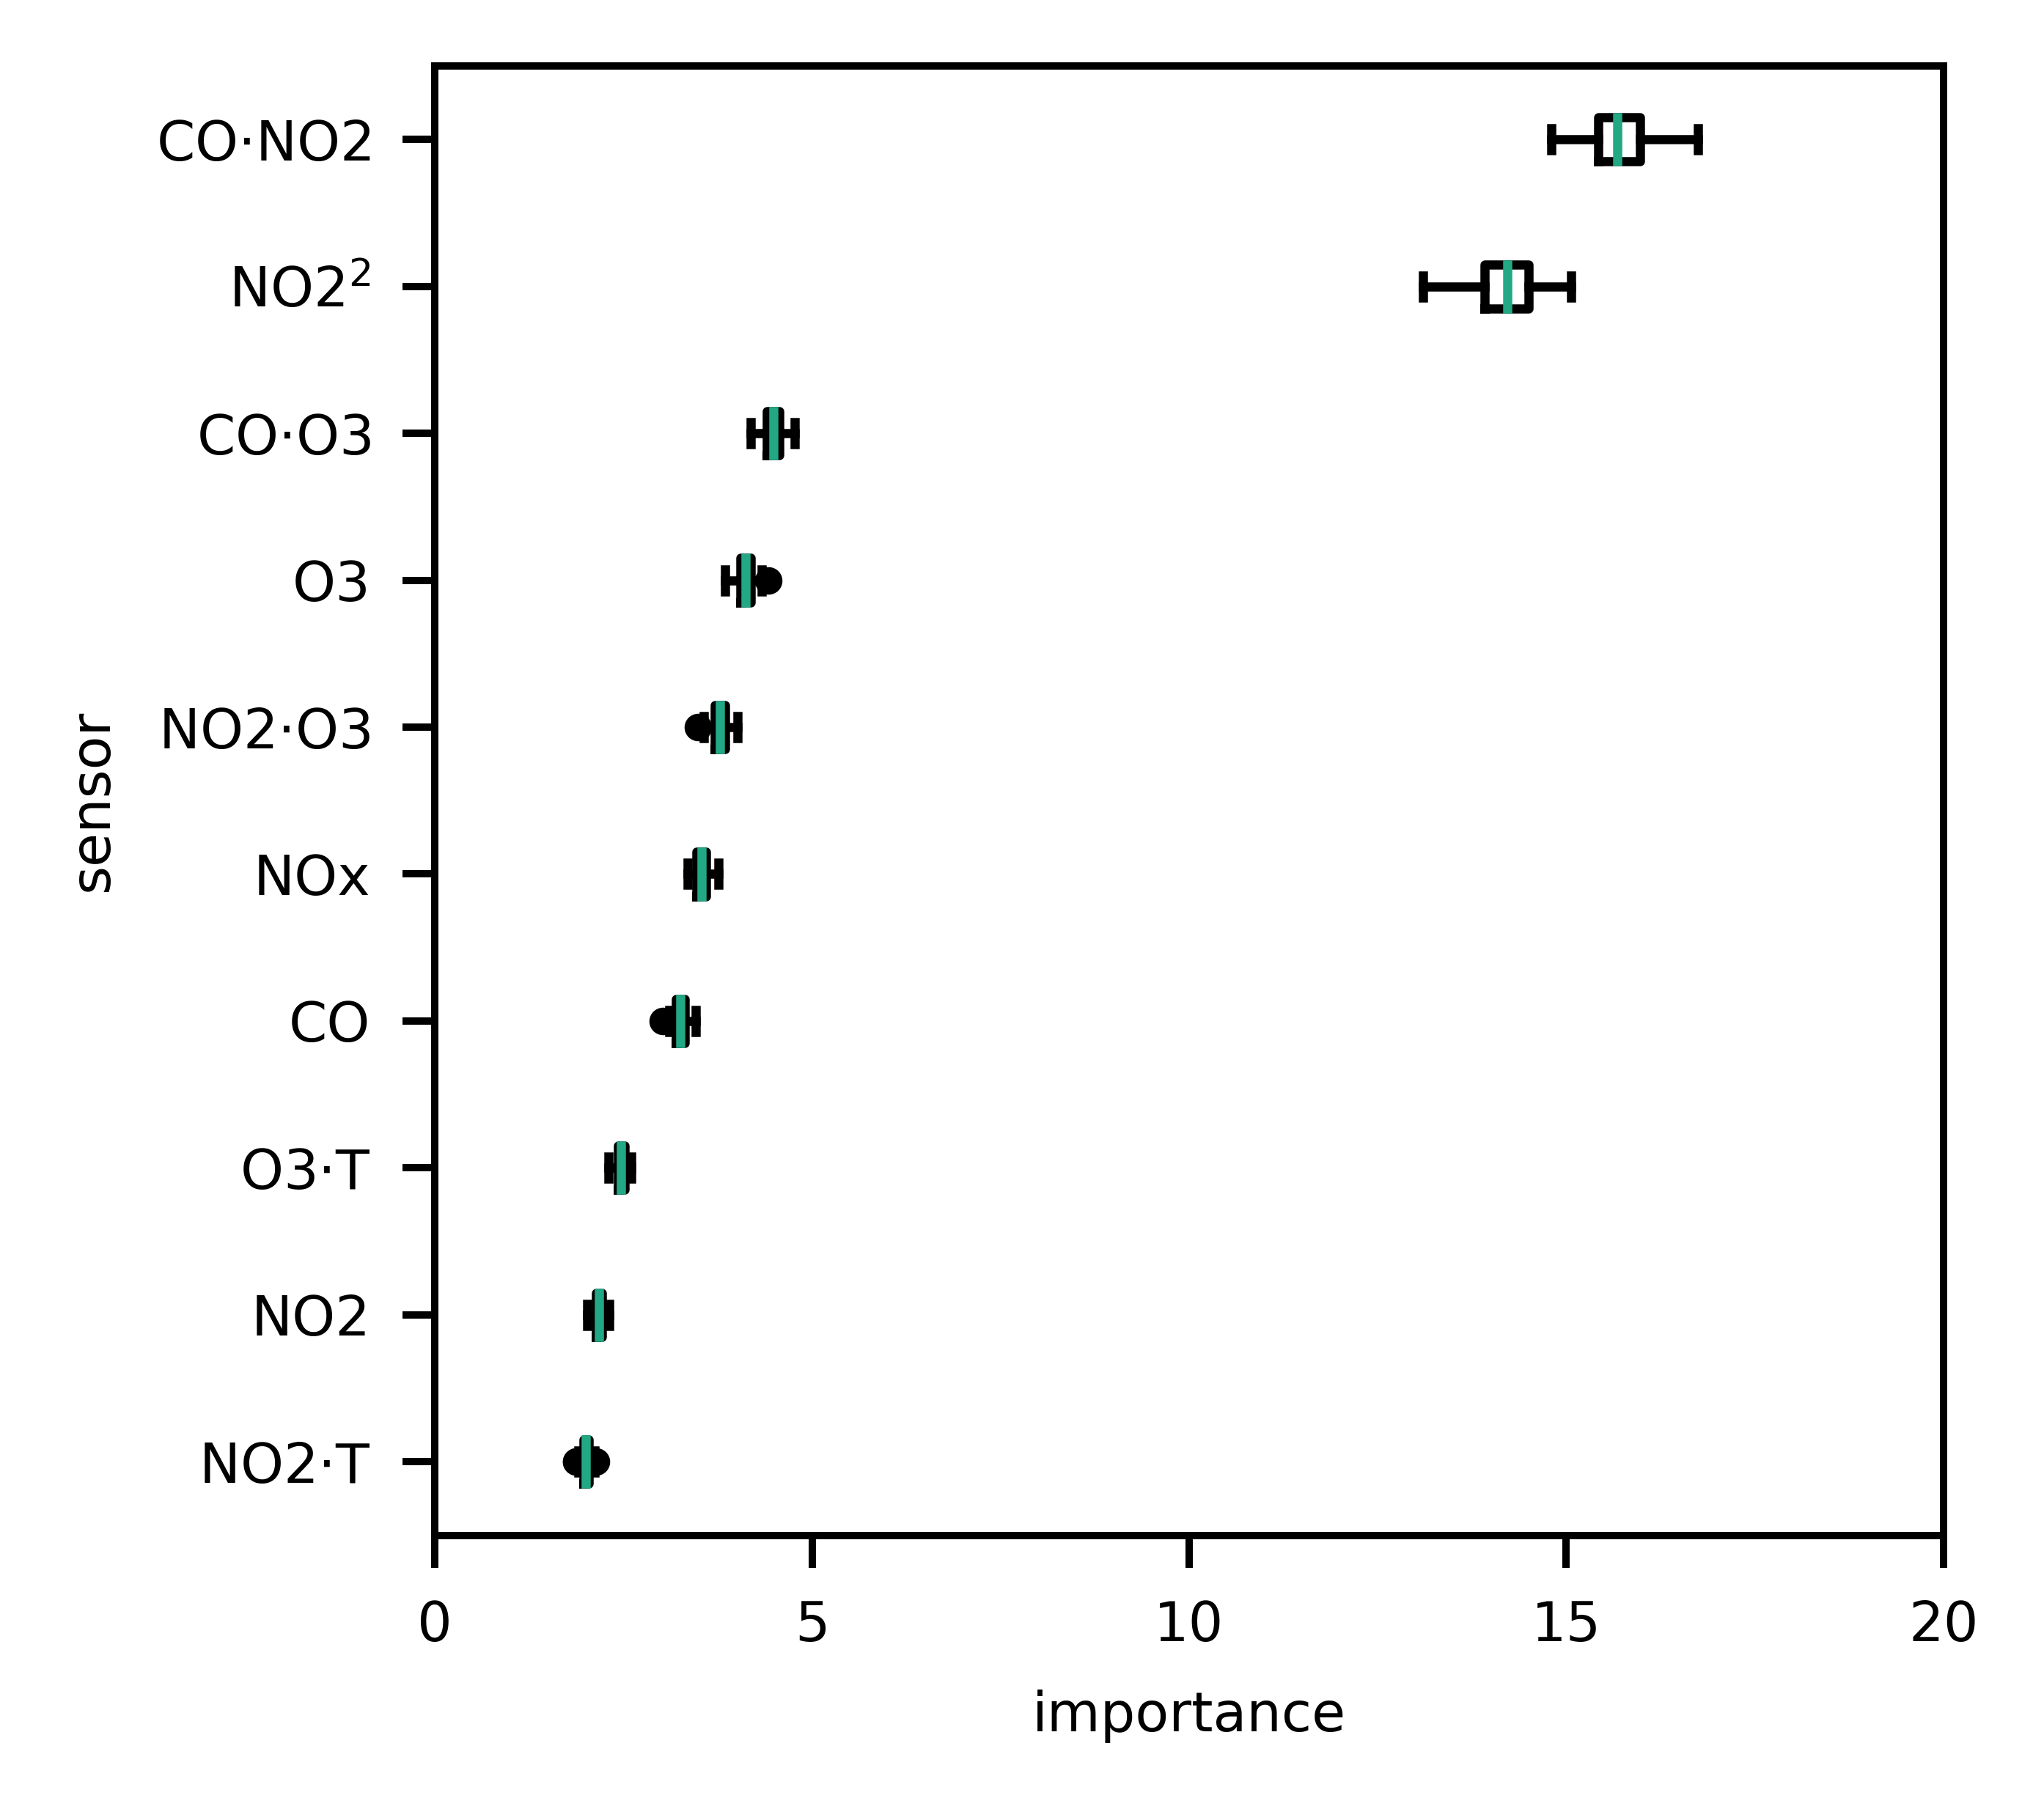 CO·NO2
NO2²
CO·O3
O3
NO2·O3
NOx
CO
O3·T
NO2
NO2·T
sensor
0 5 10 15 20
importance